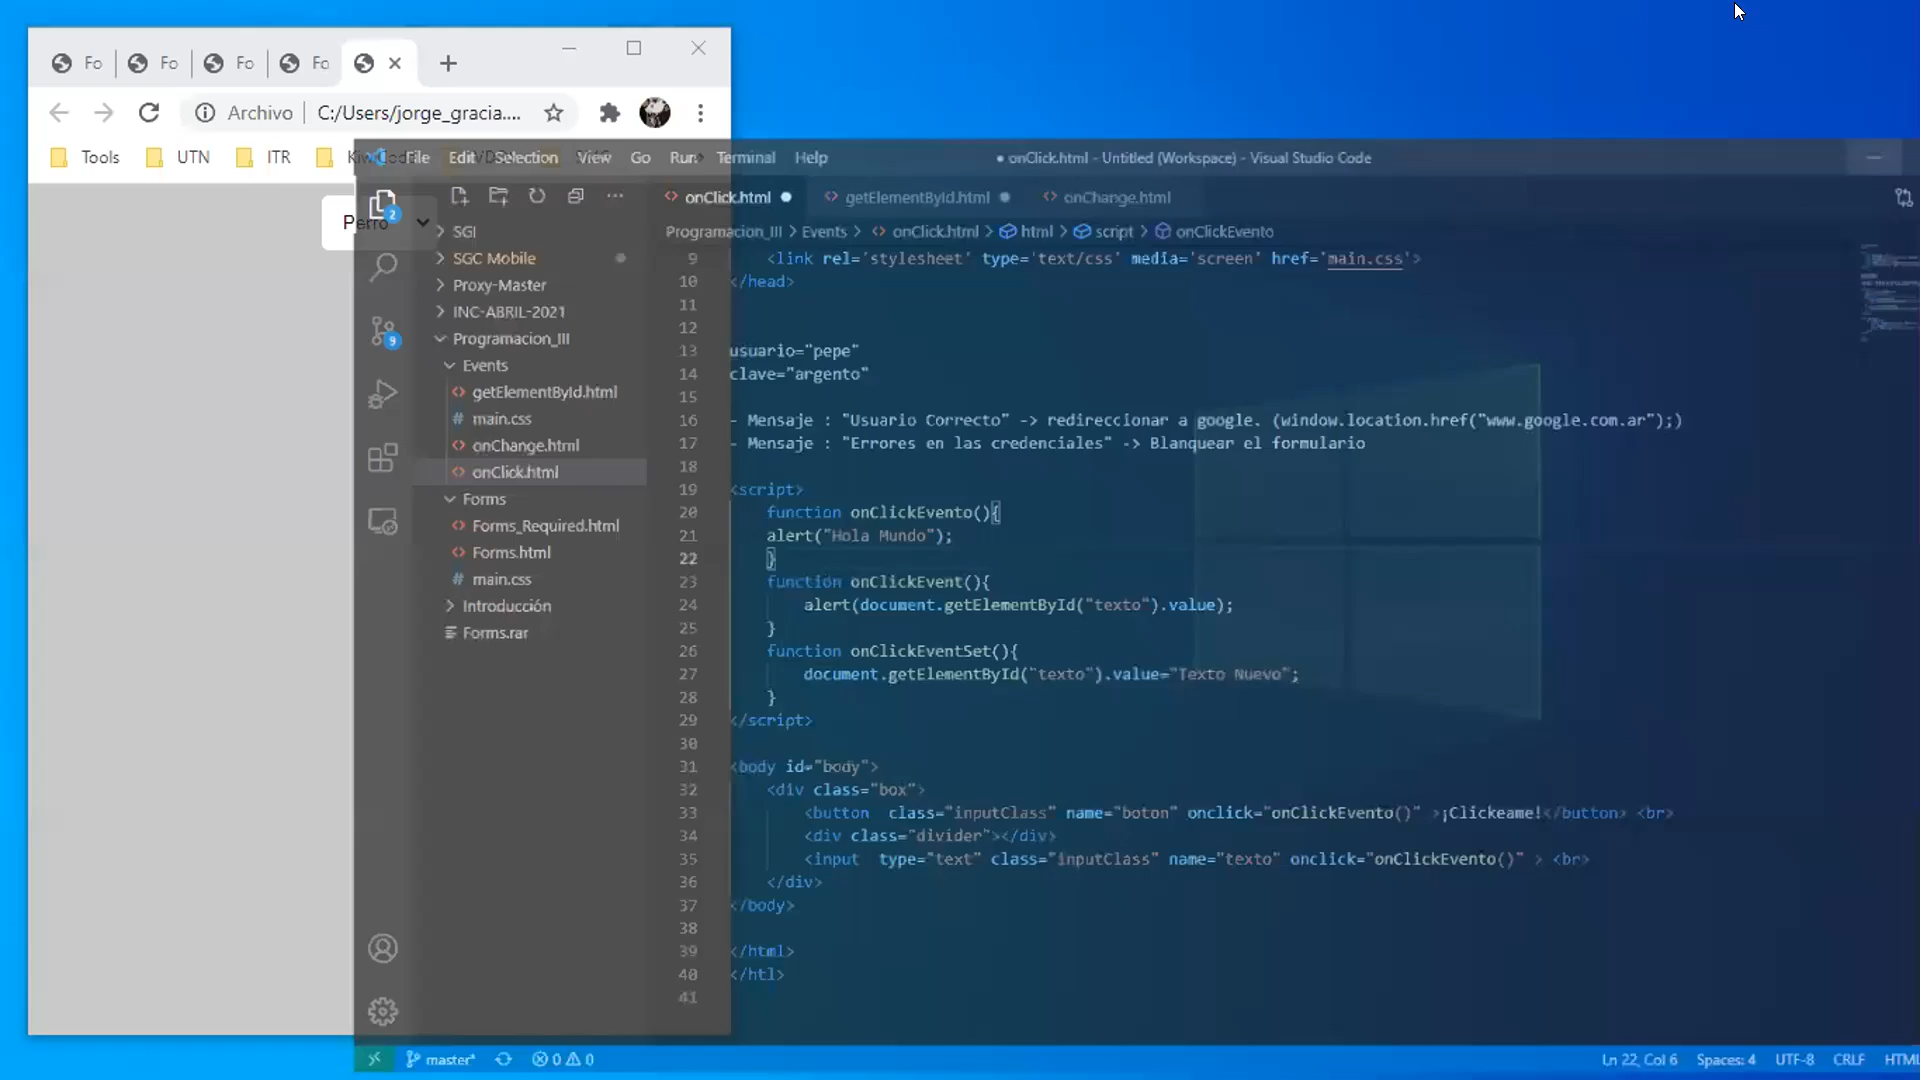 Fo
Fo
Fo
Fo
Archivo
C:/Users/jorge_gracia....
Tools
UTN
ITR
File
Edit
Selection
View
Go
Run
Terminal
Help
● onClick.html - Untitled (Workspace) - Visual Studio Code
Perro
2
9
SGI
SGC Mobile
Proxy-Master
INC-ABRIL-2021
Programacion_III
Events
getElementById.html
# main.css
onChange.html
onClick.html
Forms
Forms_Required.html
Forms.html
# main.css
Introducción
Forms.rar
onClick.html
getElementById.html
onChange.html
Programacion_III > Events > onClick.html > html > script > onClickEvento
9 <link rel='stylesheet' type='text/css' media='screen' href='main.css'>
10 </head>
11
12
13 usuario="pepe"
14 clave="argento"
15
16 - Mensaje : "Usuario Correcto" -> redireccionar a google. (window.location.href("www.google.com.ar");)
17 - Mensaje : "Errores en las credenciales" -> Blanquear el formulario
18
19 <script>
20 function onClickEvento(){
21 alert("Hola Mundo");
22 }
23 function onClickEvent(){
24 alert(document.getElementById("texto").value);
25 }
26 function onClickEventSet(){
27 document.getElementById("texto").value="Texto Nuevo";
28 }
29 </script>
30
31 <body id="body">
32 <div class="box">
33 <button class="inputClass" name="boton" onclick="onClickEvento()" >¡Clickeame!</button> <br>
34 <div class="divider"></div>
35 <input type="text" class="inputClass" name="texto" onclick="onClickEvento()" > <br>
36 </div>
37 </body>
38
39 </html>
40 </htl>
41
master*
0
0
Ln 22, Col 6
Spaces: 4
UTF-8
CRLF
HTML